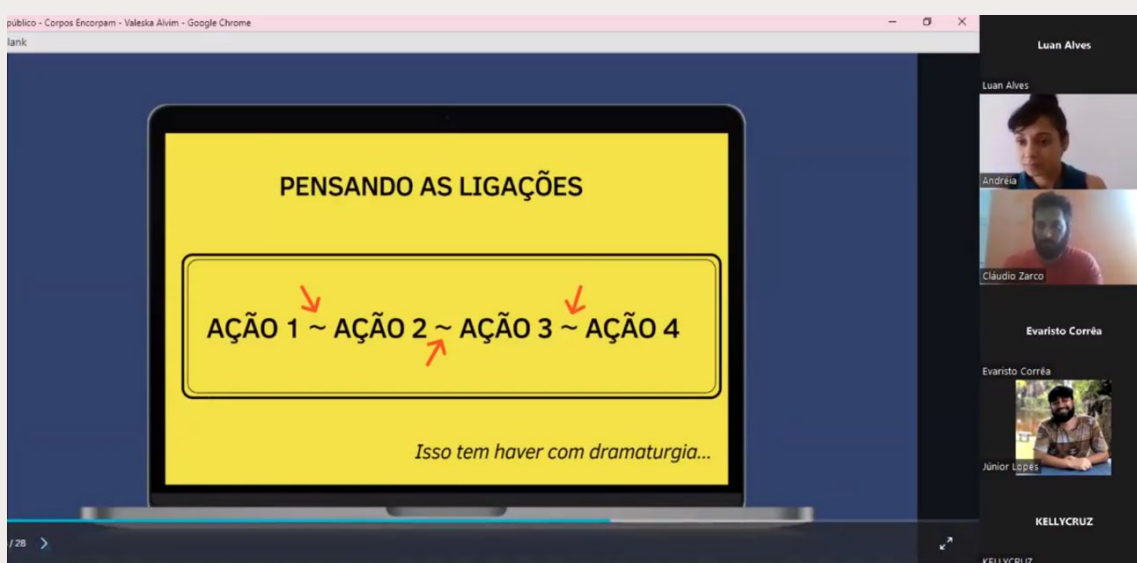 público - Corpos Encorpam - Valeska Alvim - Google Chrome
lank
PENSANDO AS LIGAÇÕES
AÇÃO 1 ~ AÇÃO 2 ~ AÇÃO 3 ~ AÇÃO 4
Isso tem haver com dramaturgia...
/ 28
Luan Alves
Luan Alves
Andréia
Cláudio Zarco
Evaristo Corrêa
Evaristo Corrêa
Júnior Lopes
KELLYCRUZ
KELLYCRUZ